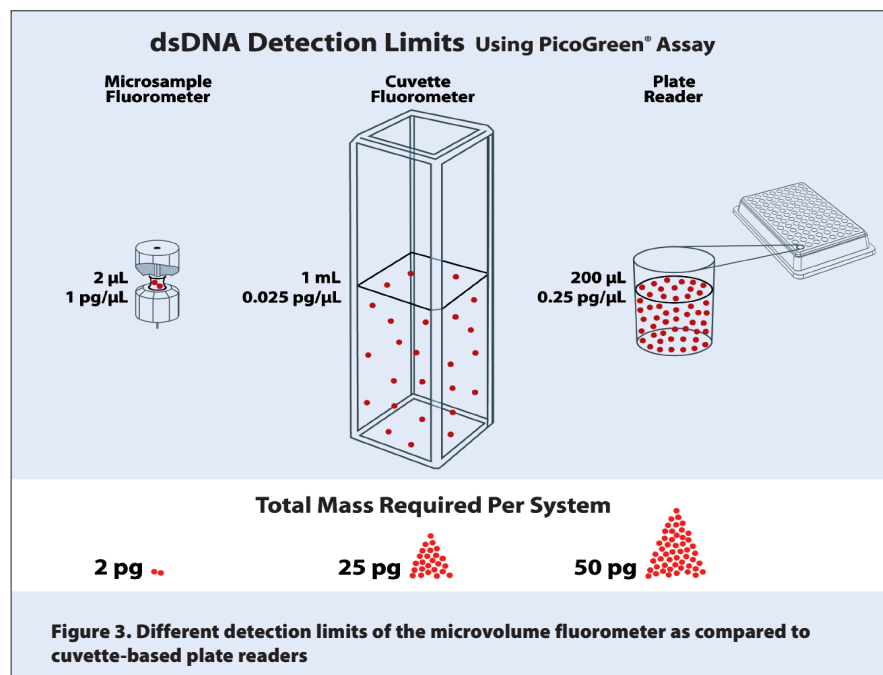 dsDNA Detection Limits Using PicoGreen® Assay
Microsample
Fluorometer
Cuvette
Fluorometer
Plate
Reader
2 µL
1 pg/µL
1 mL
0.025 pg/µL
200 µL
0.25 pg/µL
Total Mass Required Per System
2 pg
25 pg
50 pg
Figure 3. Different detection limits of the microvolume fluorometer as compared to
cuvette-based plate readers